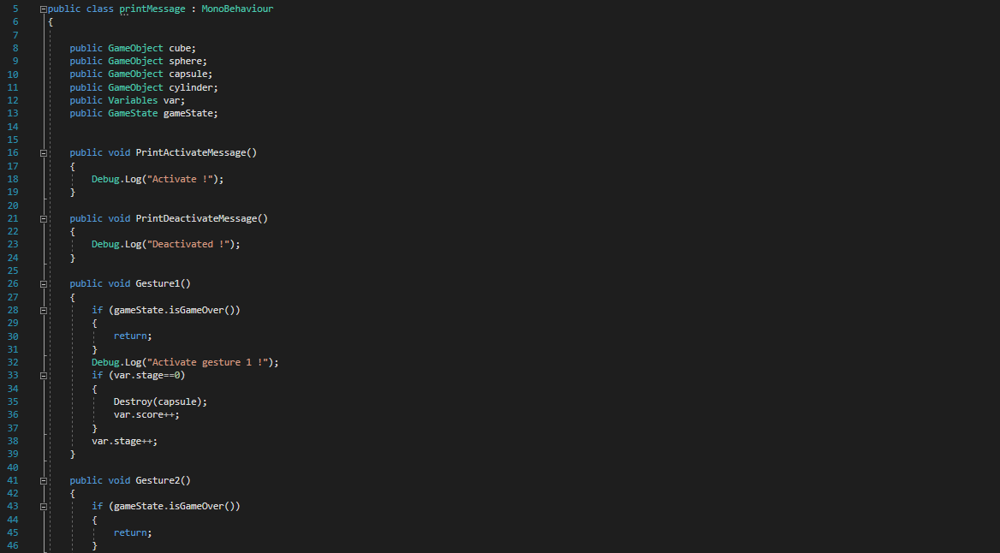 5 public class printMessage : MonoBehaviour
6 {
7
8 public GameObject cube;
9 public GameObject sphere;
10 public GameObject capsule;
11 public GameObject cylinder;
12 public Variables var;
13 public GameState gameState;
14
15
16 public void PrintActivateMessage()
17 {
18 Debug.Log("Activate !");
19 }
20
21 public void PrintDeactivateMessage()
22 {
23 Debug.Log("Deactivated !");
24 }
25
26 public void Gesture1()
27 {
28 if (gameState.isGameOver())
29 {
30 return;
31 }
32 Debug.Log("Activate gesture 1 !");
33 if (var.stage==0)
34 {
35 Destroy(capsule);
36 var.score++;
37 }
38 var.stage++;
39 }
40
41 public void Gesture2()
42 {
43 if (gameState.isGameOver())
44 {
45 return;
46 }